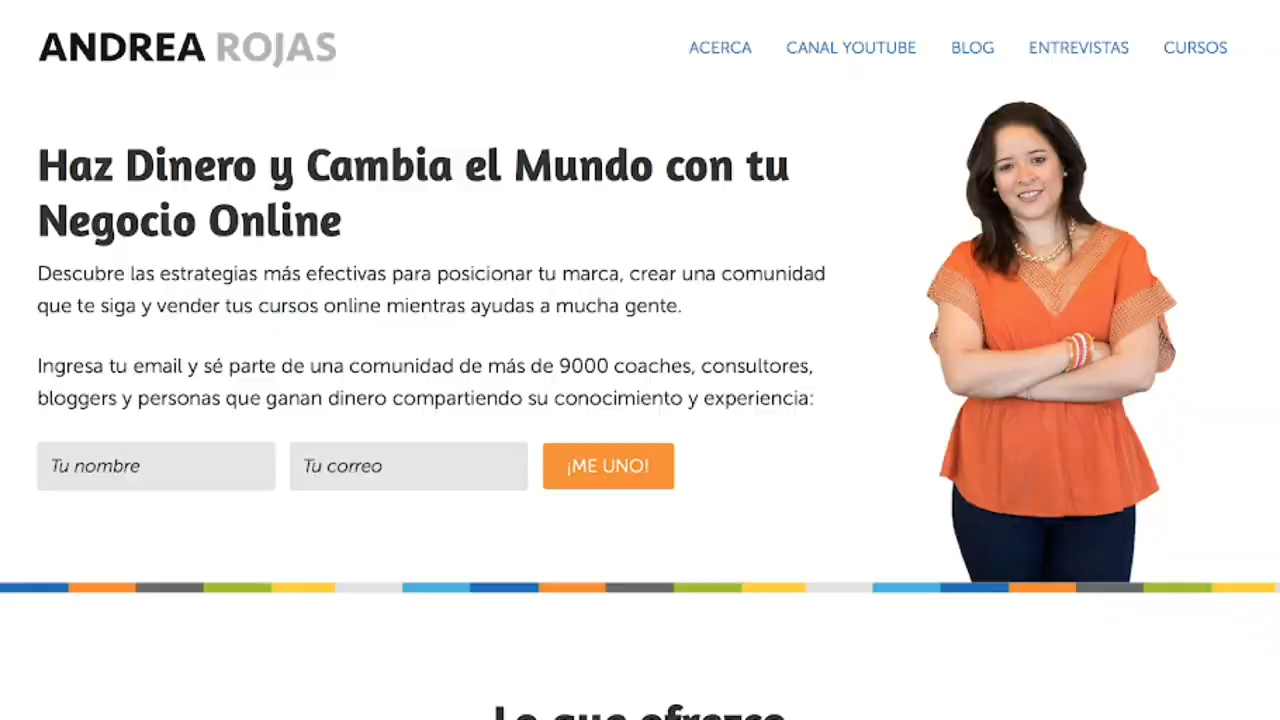 ANDREA ROJAS
ACERCA CANAL YOUTUBE BLOG ENTREVISTAS CURSOS
Haz Dinero y Cambia el Mundo con tu
Negocio Online
Descubre las estrategias más efectivas para posicionar tu marca, crear una comunidad
que te siga y vender tus cursos online mientras ayudas a mucha gente.
Ingresa tu email y sé parte de una comunidad de más de 9000 coaches, consultores,
bloggers y personas que ganan dinero compartiendo su conocimiento y experiencia:
Tu nombre Tu correo ¡ME UNO!
Lo que ofrezco